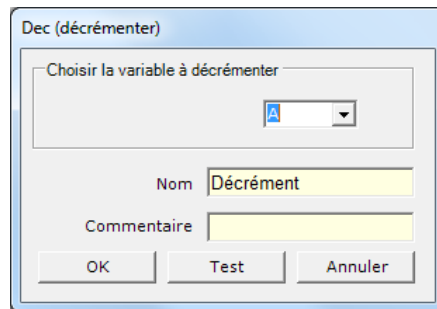 Dec (décrémenter)
Choisir la variable à décrémenter
A
Nom Décrément
Commentaire
OK Test Annuler